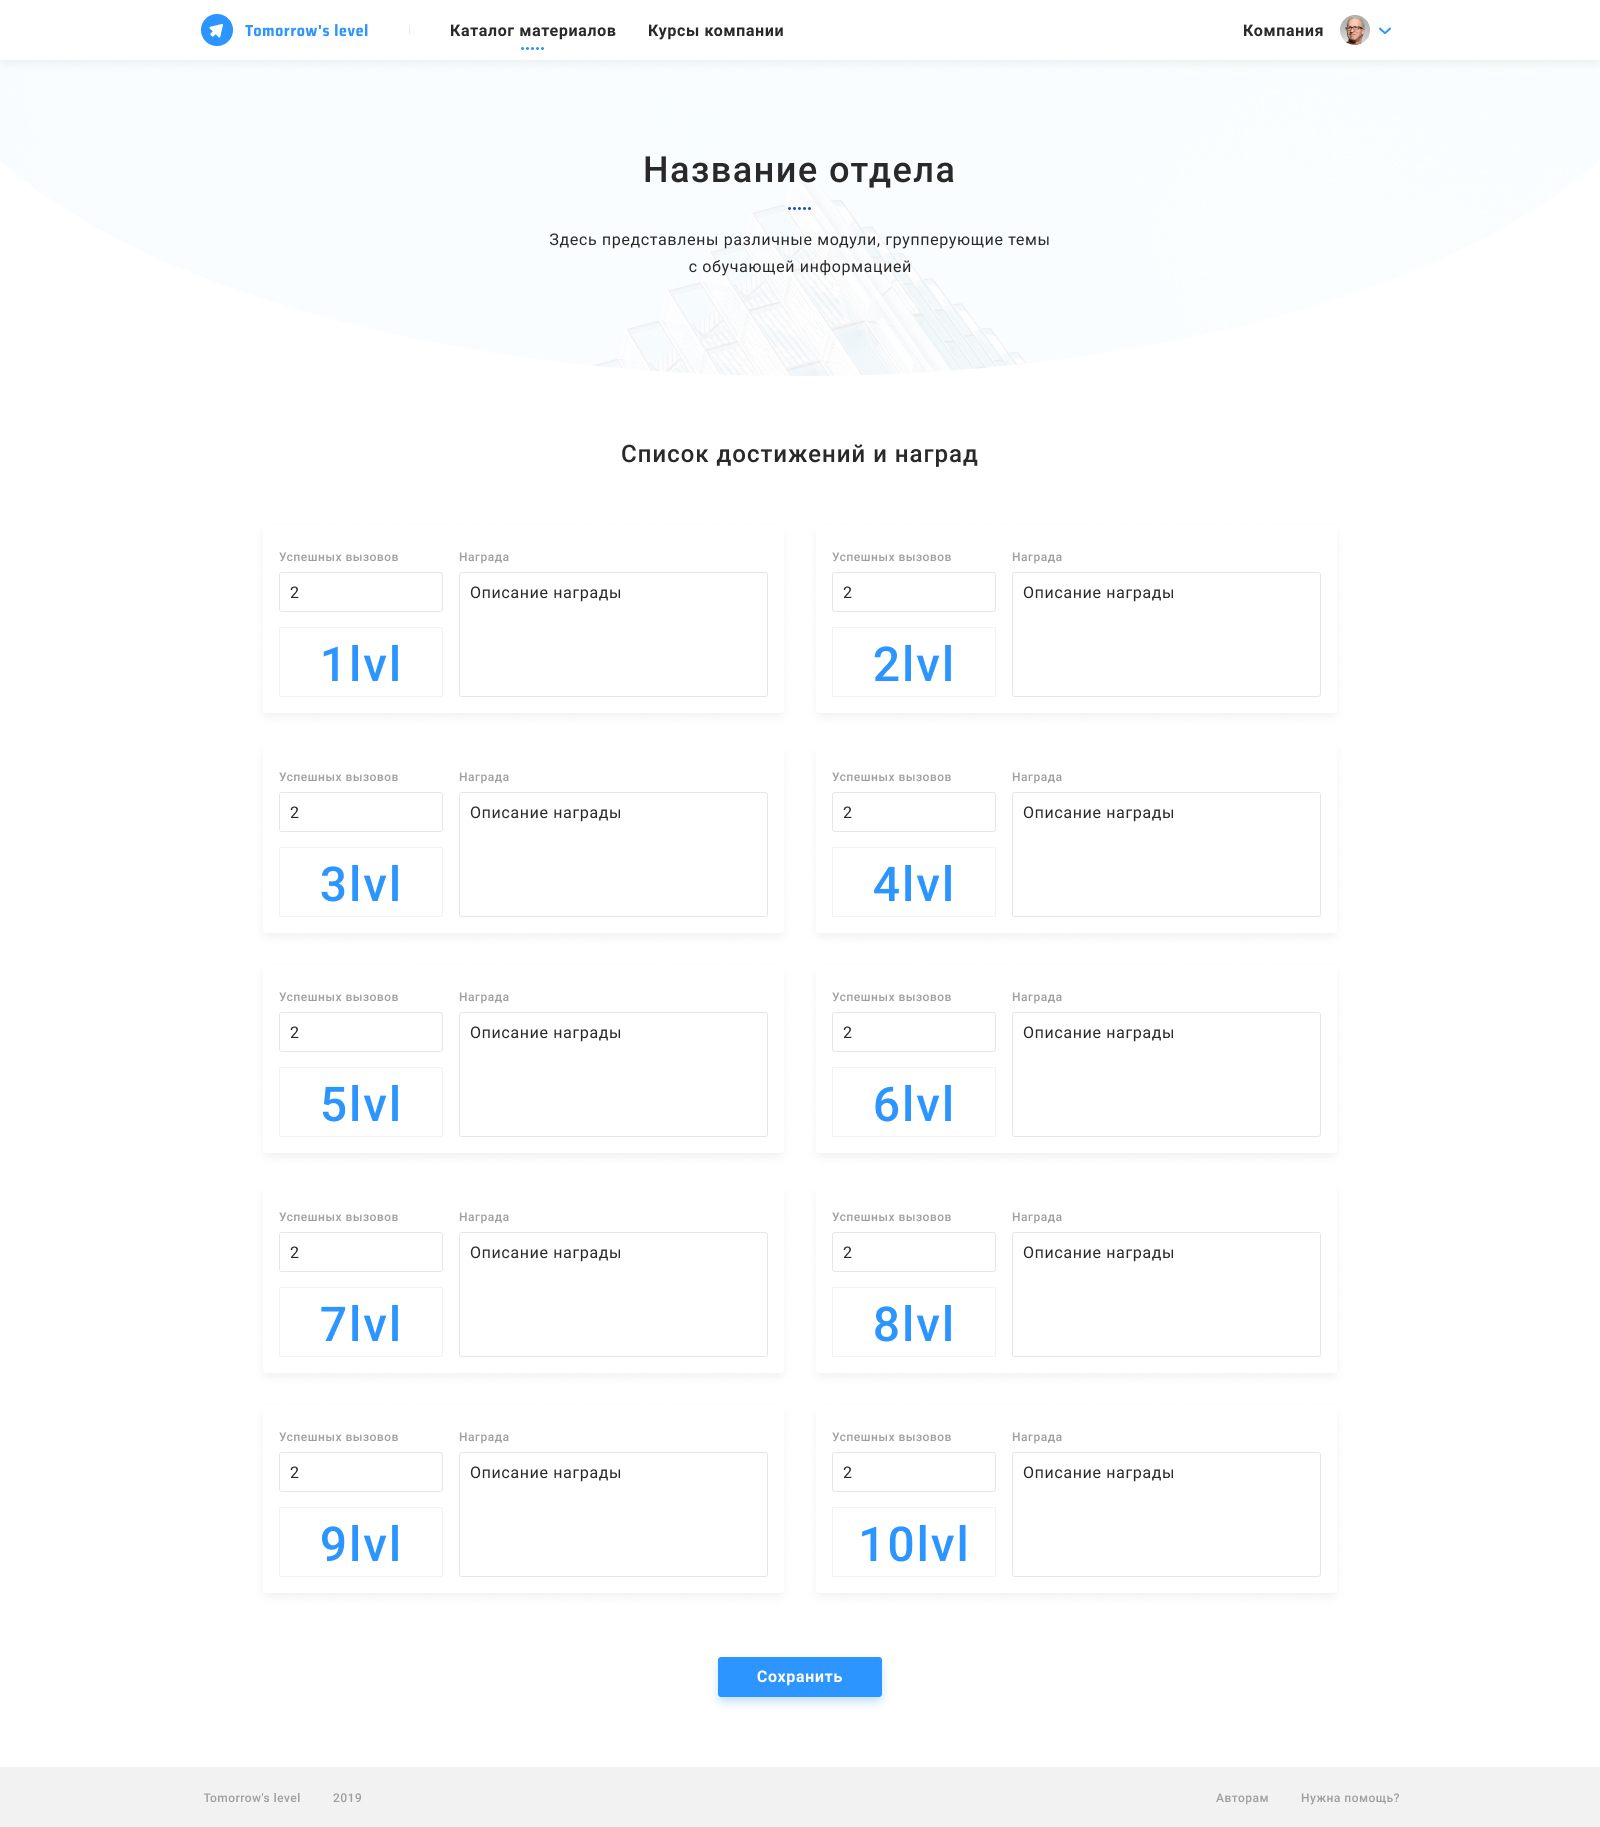 Tomorrow's level
Каталог материалов
Курсы компании
Компания
Название отдела
Здесь представлены различные модули, групперующие темы
с обучающей информацией
Список достижений и наград
Успешных вызовов
Награда
2
Описание награды
1lvl
Успешных вызовов
Награда
2
Описание награды
2lvl
Успешных вызовов
Награда
2
Описание награды
3lvl
Успешных вызовов
Награда
2
Описание награды
4lvl
Успешных вызовов
Награда
2
Описание награды
5lvl
Успешных вызовов
Награда
2
Описание награды
6lvl
Успешных вызовов
Награда
2
Описание награды
7lvl
Успешных вызовов
Награда
2
Описание награды
8lvl
Успешных вызовов
Награда
2
Описание награды
9lvl
Успешных вызовов
Награда
2
Описание награды
10lvl
Сохранить
Tomorrow's level
2019
Авторам
Нужна помощь?